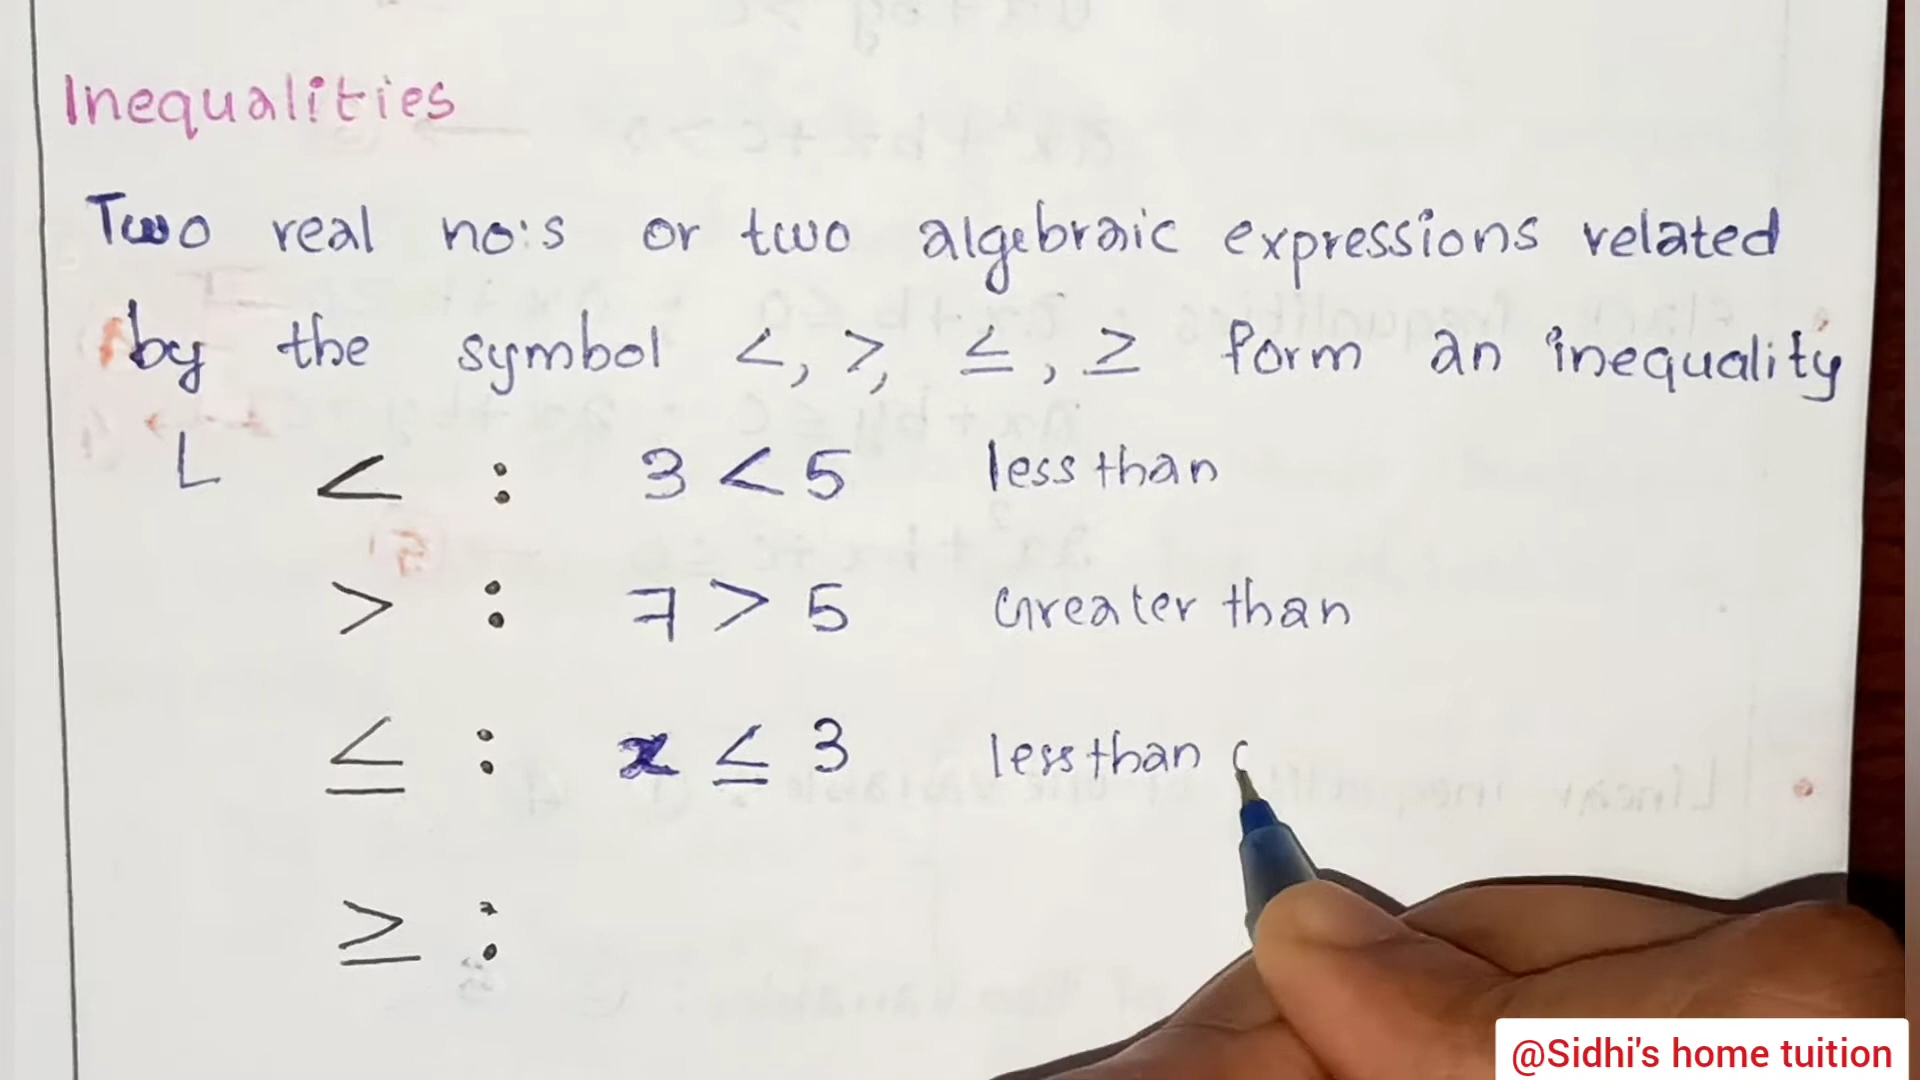 Inequalities
Two real no:s or two algebraic expressions related
by the symbol <, >, ≤, ≥ form an inequality
L < : 3 < 5 less than
> : 7 > 5 Greater than
≤ : x ≤ 3 less than
≥ :
@Sidhi's home tuition